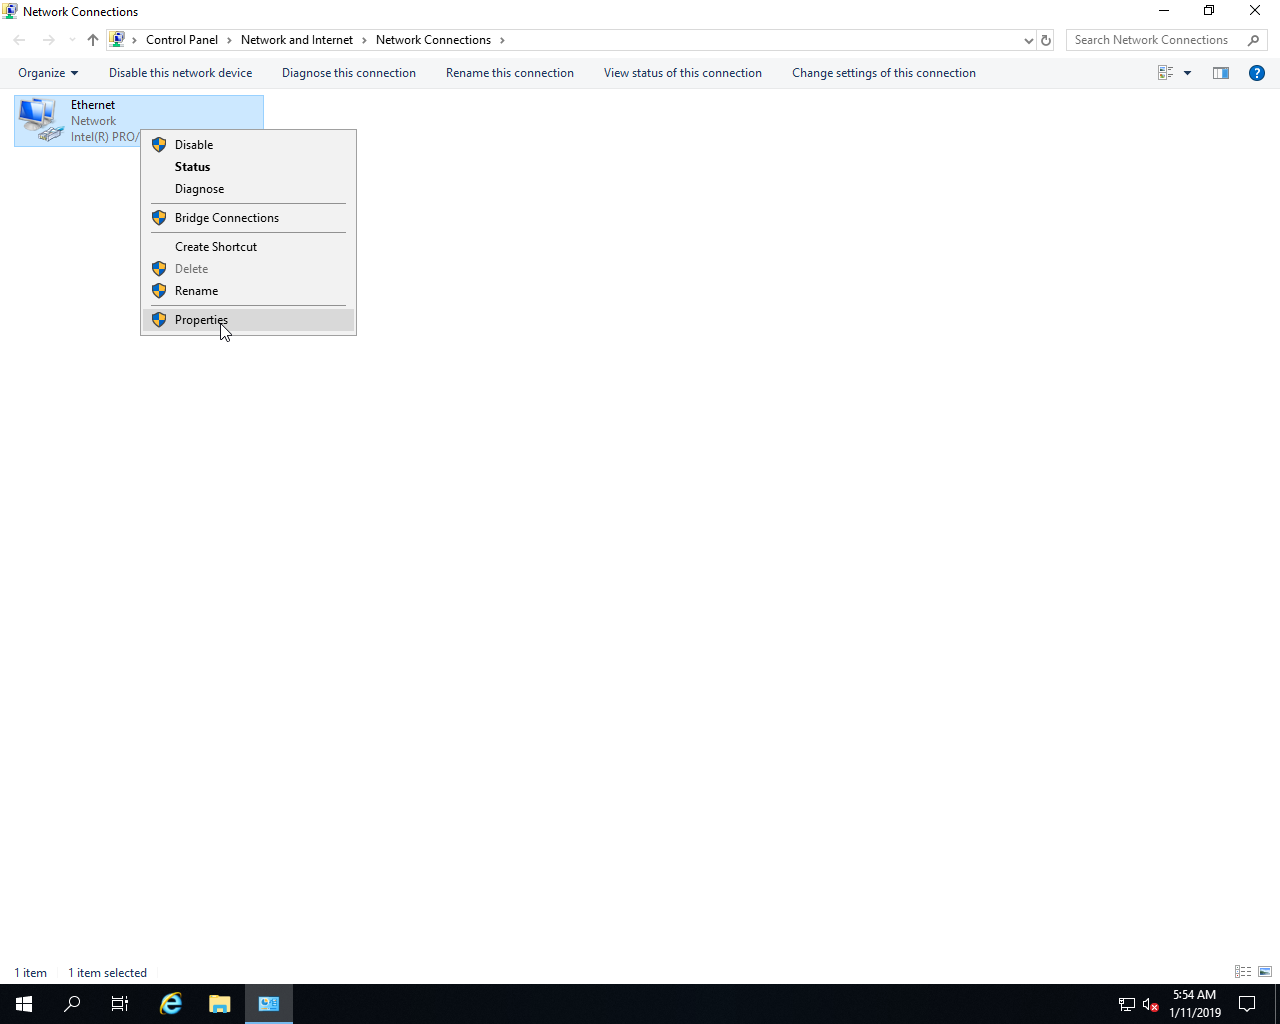 Network Connections
Control Panel
Network and Internet
Network Connections
Search Network Connections
Organize
Disable this network device
Diagnose this connection
Rename this connection
View status of this connection
Change settings of this connection
?
Ethernet
Network
Intel(R) PRO/
Disable
Status
Diagnose
Bridge Connections
Create Shortcut
Delete
Rename
Properties
1 item
1 item selected
5:54 AM
1/11/2019